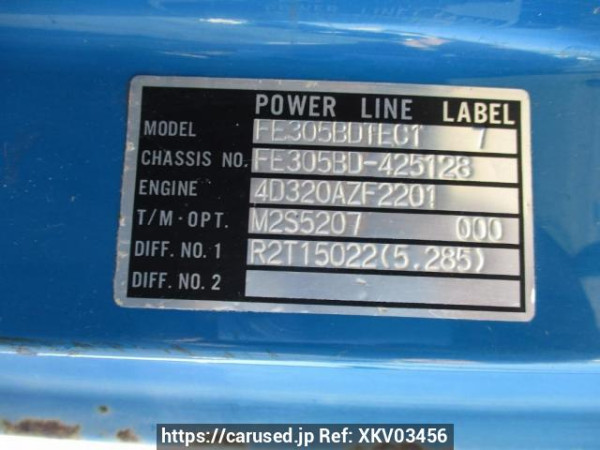 POWER LINE LABEL
MODEL FE305BD1EC1 7
CHASSIS NO. FE305BD-425128
ENGINE 4D320AZF2201
T/M·OPT. M2S5207 000
DIFF. NO. 1 R2T15022(5.285)
DIFF. NO. 2
https://carused.jp Ref: XKV03456